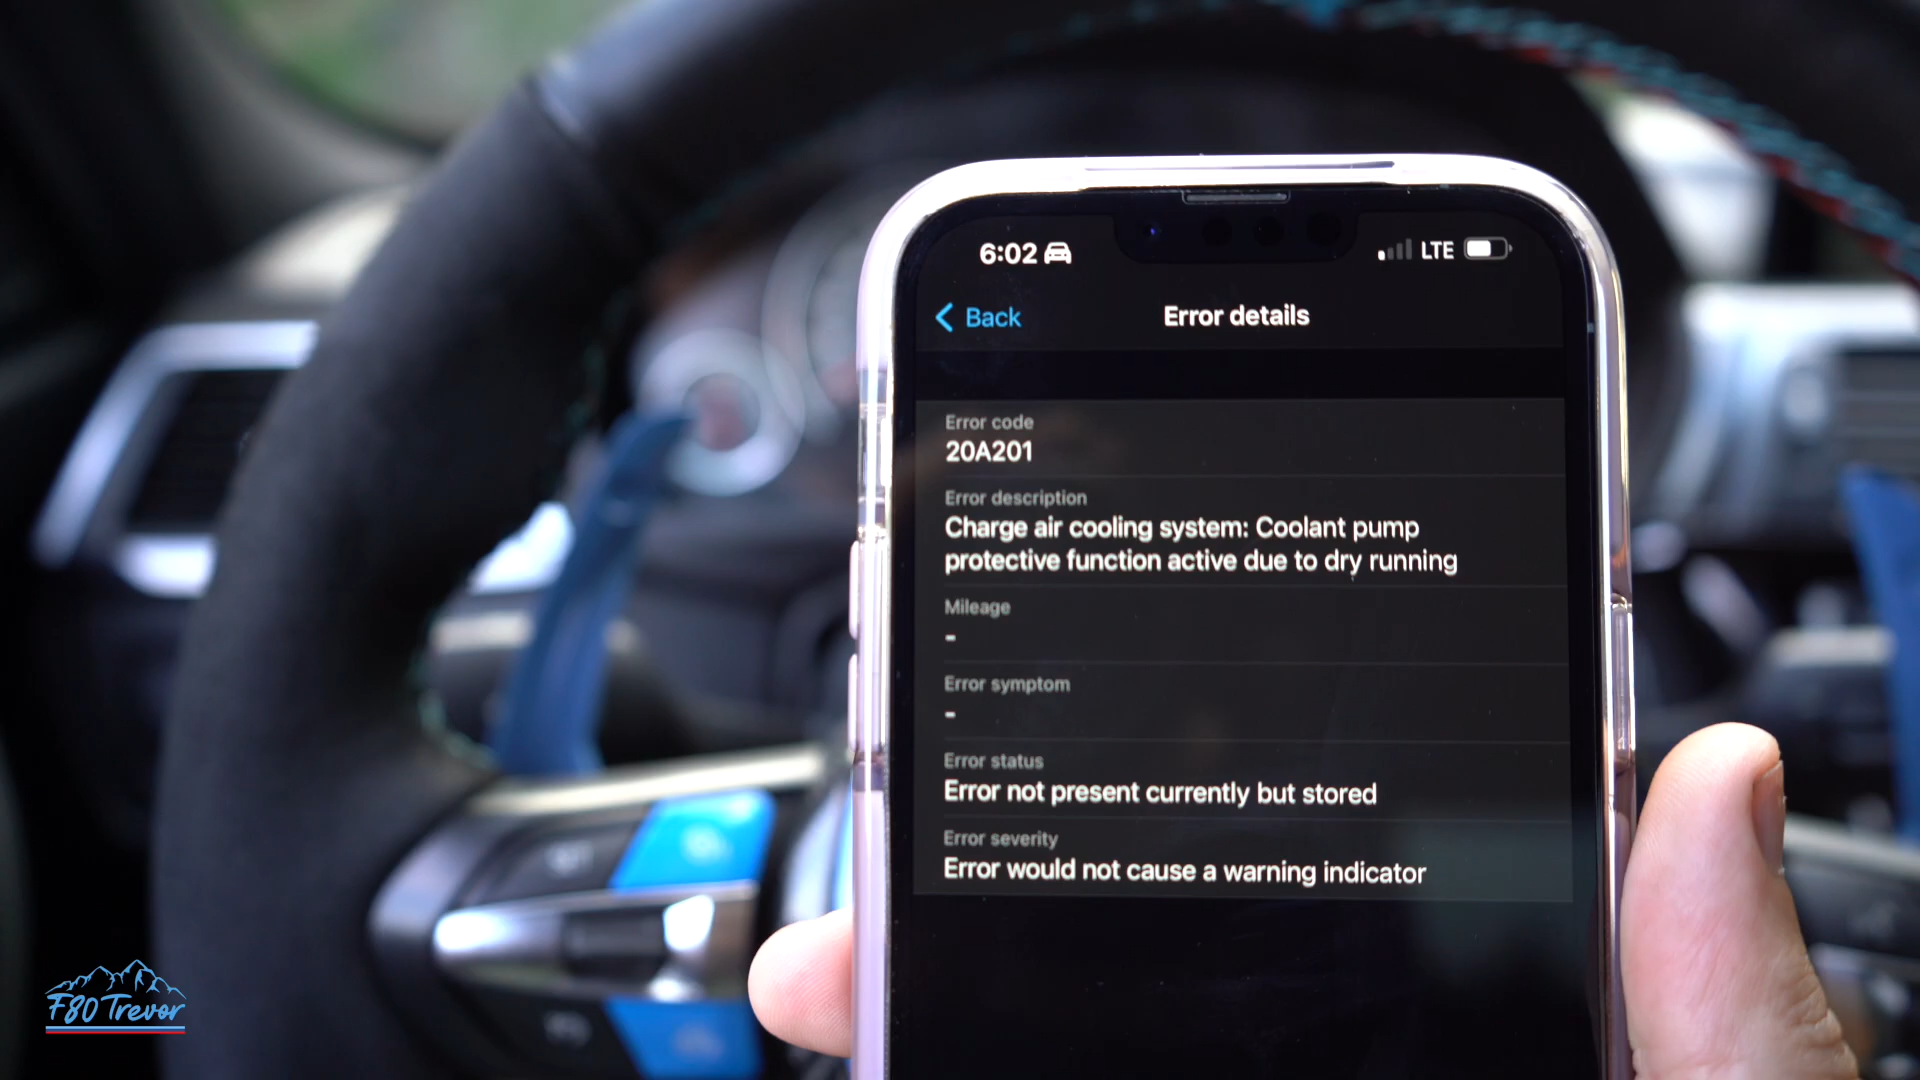 6:02
LTE
Back
Error details
Error code
20A201
Error description
Charge air cooling system: Coolant pump
protective function active due to dry running
Mileage
-
Error symptom
-
Error status
Error not present currently but stored
Error severity
Error would not cause a warning indicator
F80 Trevor